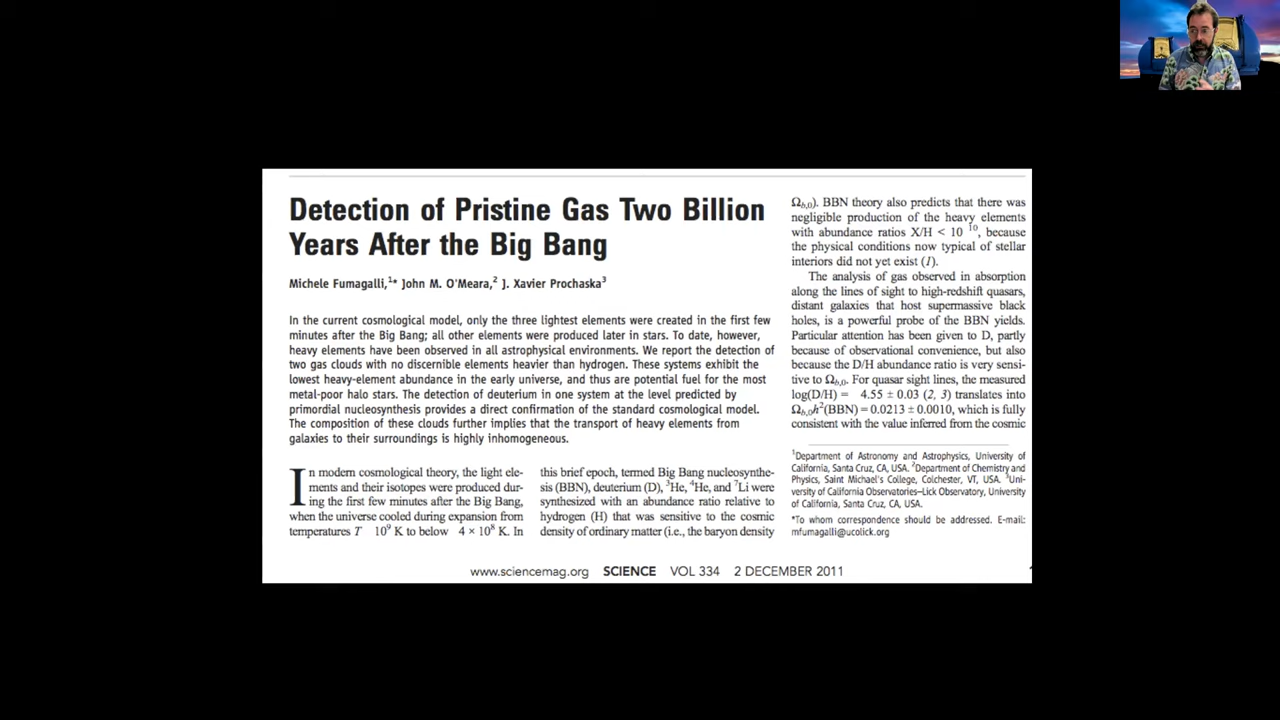 Detection of Pristine Gas Two Billion
Years After the Big Bang
Michele Fumagalli,¹* John M. O'Meara,² J. Xavier Prochaska³
In the current cosmological model, only the three lightest elements were created in the first few
minutes after the Big Bang; all other elements were produced later in stars. To date, however,
heavy elements have been observed in all astrophysical environments. We report the detection of
two gas clouds with no discernible elements heavier than hydrogen. These systems exhibit the
lowest heavy-element abundance in the early universe, and thus are potential fuel for the most
metal-poor halo stars. The detection of deuterium in one system at the level predicted by
primordial nucleosynthesis provides a direct confirmation of the standard cosmological model.
The composition of these clouds further implies that the transport of heavy elements from
galaxies to their surroundings is highly inhomogeneous.
In modern cosmological theory, the light ele-
ments and their isotopes were produced dur-
ing the first few minutes after the Big Bang,
when the universe cooled during expansion from
temperatures T 10⁹ K to below 4 × 10⁸ K. In
this brief epoch, termed Big Bang nucleosynthe-
sis (BBN), deuterium (D), ³He, ⁴He, and ⁷Li were
synthesized with an abundance ratio relative to
hydrogen (H) that was sensitive to the cosmic
density of ordinary matter (i.e., the baryon density
Ωb,0). BBN theory also predicts that there was
negligible production of the heavy elements
with abundance ratios X/H < 10 ¹⁰, because
the physical conditions now typical of stellar
interiors did not yet exist (1).
The analysis of gas observed in absorption
along the lines of sight to high-redshift quasars,
distant galaxies that host supermassive black
holes, is a powerful probe of the BBN yields.
Particular attention has been given to D, partly
because of observational convenience, but also
because the D/H abundance ratio is very sensi-
tive to Ωb,0. For quasar sight lines, the measured
log(D/H) = 4.55 ± 0.03 (2, 3) translates into
Ωb,0h²(BBN) = 0.0213 ± 0.0010, which is fully
consistent with the value inferred from the cosmic
¹Department of Astronomy and Astrophysics, University of
California, Santa Cruz, CA, USA. ²Department of Chemistry and
Physics, Saint Michael's College, Colchester, VT, USA. ³Uni-
versity of California Observatories–Lick Observatory, University
of California, Santa Cruz, CA, USA.
*To whom correspondence should be addressed. E-mail:
mfumagalli@ucolick.org
www.sciencemag.org SCIENCE VOL 334 2 DECEMBER 2011